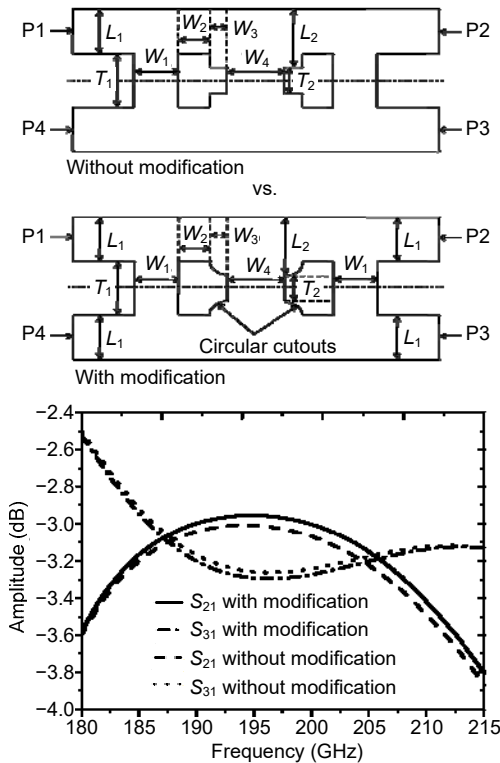 P1 L1 W2 W3 L2 P2
T1 W1 W4 T2
P4 P3
Without modification
vs.
P1 L1 W2 W3 L2 L1 P2
T1 W1 W4 T2 W1
P4 L1 Circular cutouts L1 P3
With modification
−2.4
−2.6
−2.8
−3.0
−3.2
−3.4
−3.6
−3.8
−4.0
Amplitude (dB)
S21 with modification
S31 with modification
S21 without modification
S31 without modification
180 185 187 195 200 205 210 215
Frequency (GHz)